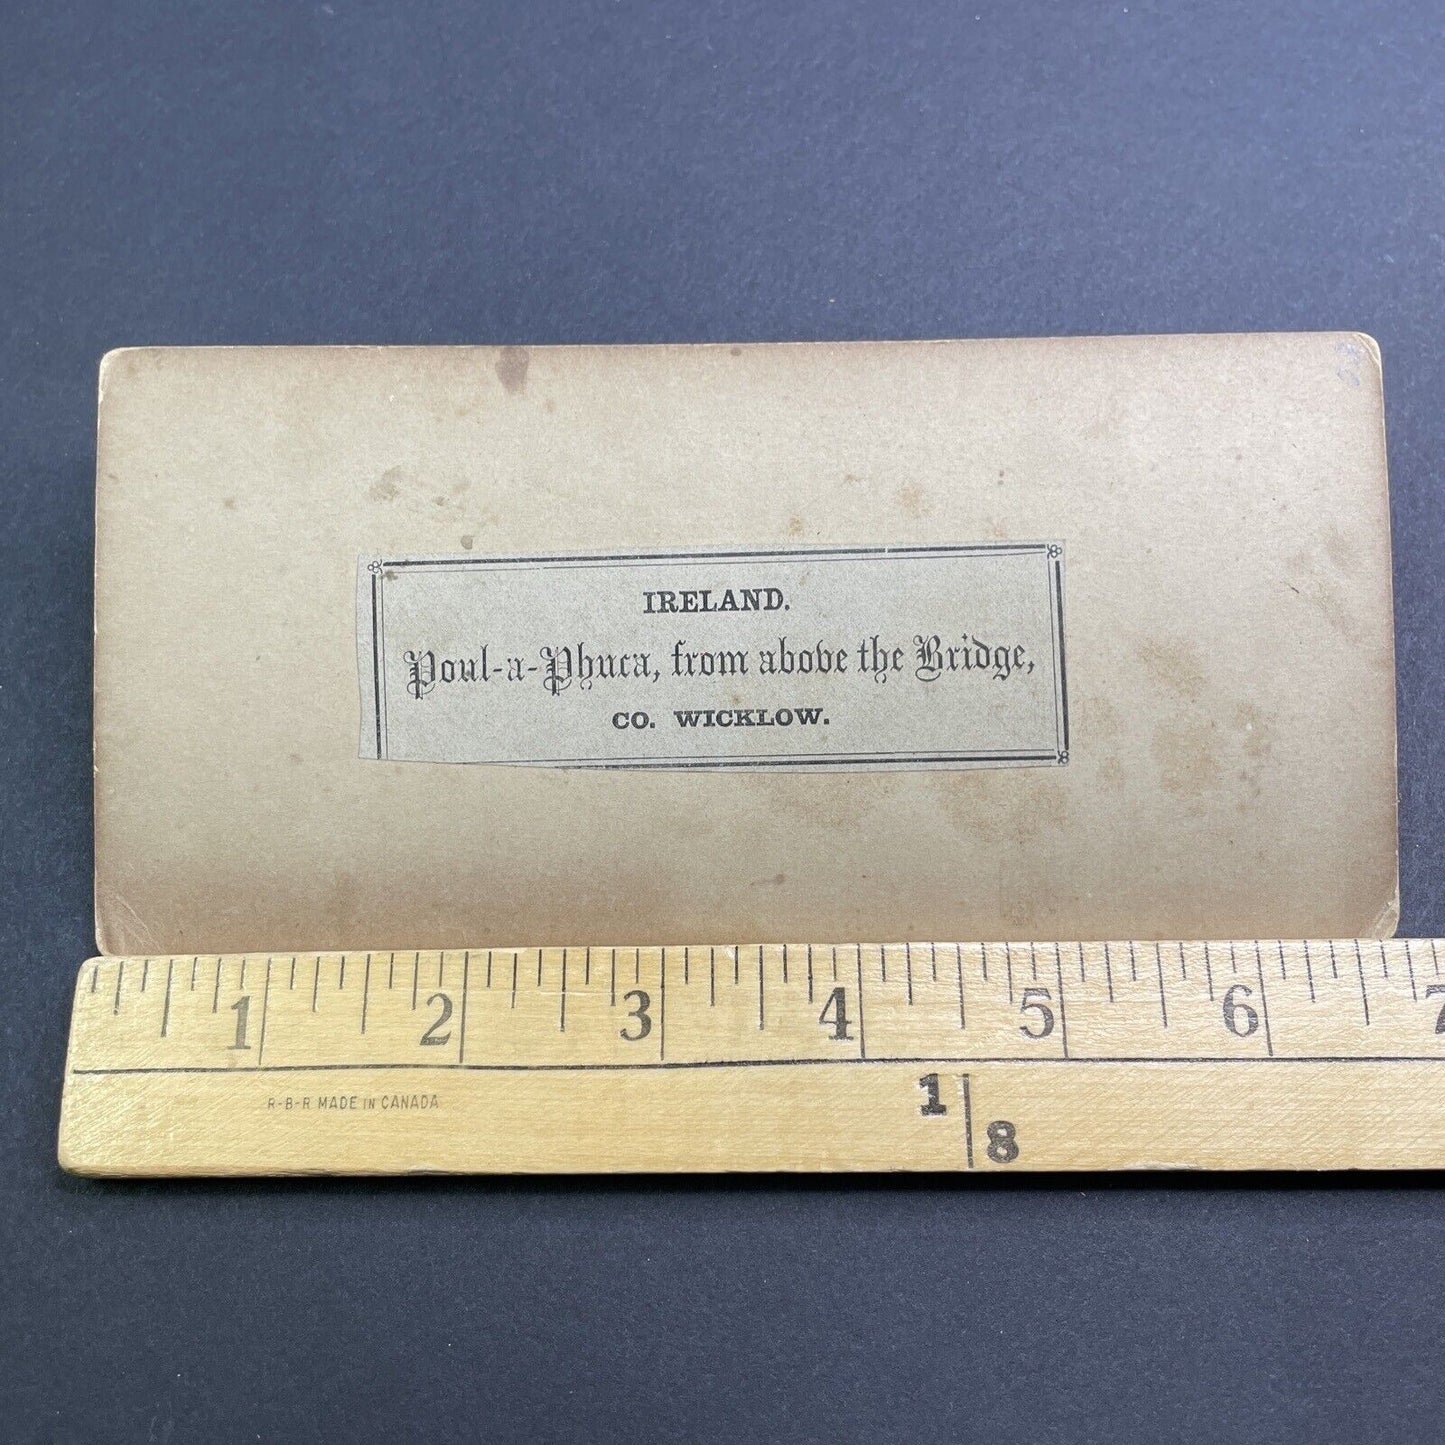 IRELAND.
Poul-a-Phuca, from above the Bridge,
CO. WICKLOW.
1 2 3 4 5 6 7
R-B-R MADE IN CANADA
1
8